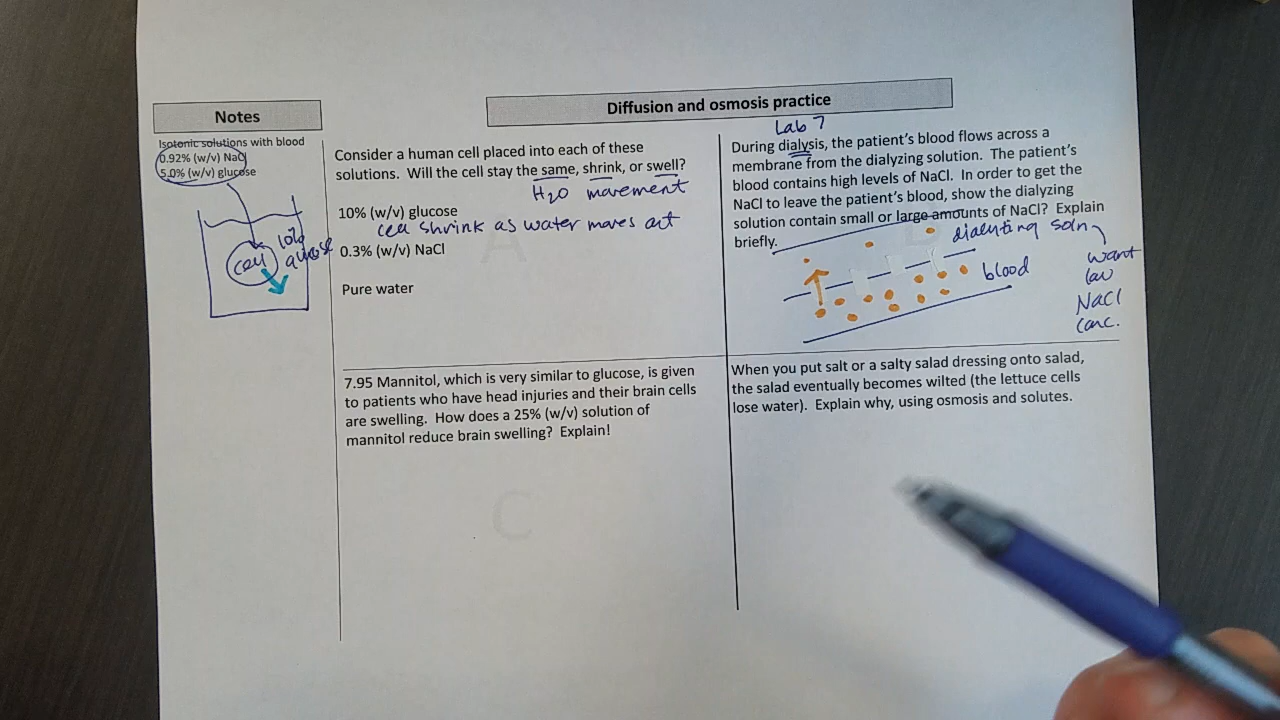 Notes
Isotonic solutions with blood
0.92% (w/v) NaCl
5.0% (w/v) glucose
10%
glucose
cell
Diffusion and osmosis practice
Consider a human cell placed into each of these
solutions. Will the cell stay the same, shrink, or swell?
H2O movement
10% (w/v) glucose
cell shrink as water moves out
0.3% (w/v) NaCl
A
Pure water
Lab 7
During dialysis, the patient's blood flows across a
membrane from the dialyzing solution. The patient's
blood contains high levels of NaCl. In order to get the
NaCl to leave the patient's blood, show the dialyzing
solution contain small or large amounts of NaCl? Explain
briefly.
dialyzing soln
want
low
NaCl
conc.
blood
7.95 Mannitol, which is very similar to glucose, is given
to patients who have head injuries and their brain cells
are swelling. How does a 25% (w/v) solution of
mannitol reduce brain swelling? Explain!
C
When you put salt or a salty salad dressing onto salad,
the salad eventually becomes wilted (the lettuce cells
lose water). Explain why, using osmosis and solutes.